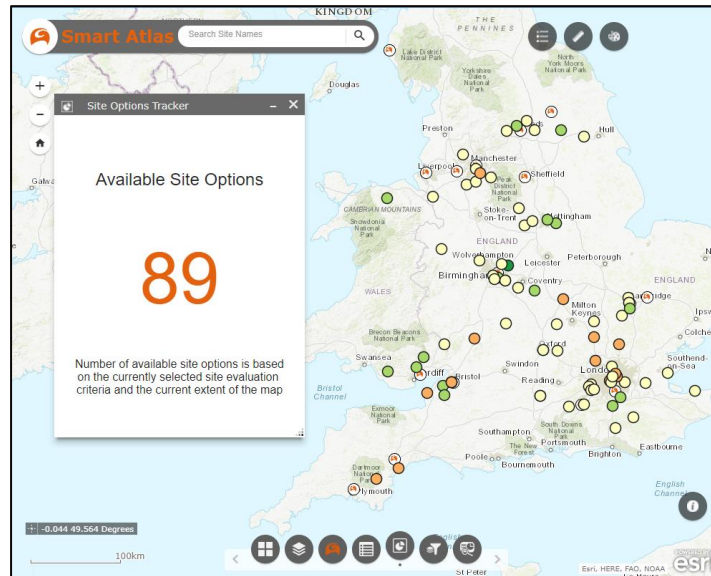 KINGDOM
Smart Atlas
Search Site Names
THE
PENNINES
Lake District
National Park
Yorkshire
Dales
National
Park
North
York Moors
National
Park
Douglas
Site Options Tracker
Available Site Options
89
Number of available site options is based
on the currently selected site evaluation
criteria and the current extent of the map
Preston
Hull
Manchester
Liverpool
Peak
District
National
Park
Sheffield
CAMBRIAN MOUNTAINS
Snowdonia
National
Park
Stoke-
on-Trent
Nottingham
ENGLAND
Wolverhampton
Leicester
Peterborough
Birmingham
Coventry
ENGLAND
WALES
Milton
Keynes
Brecon Beacons
National Park
Oxford
Swansea
Cardiff
Bristol
Swindon
Reading
London
Southend-
on-Sea
Bristol
Channel
Exmoor
National
Park
Southampton
South Downs
National Park
The New
Forest
Portsmouth
Brighton
Eastbourne
Poole
Bournemouth
Dartmoor
National
Plymouth
English
Channel
-0.044 49.564 Degrees
100km
St Peter
Esri, HERE, FAO, NOAA
esri